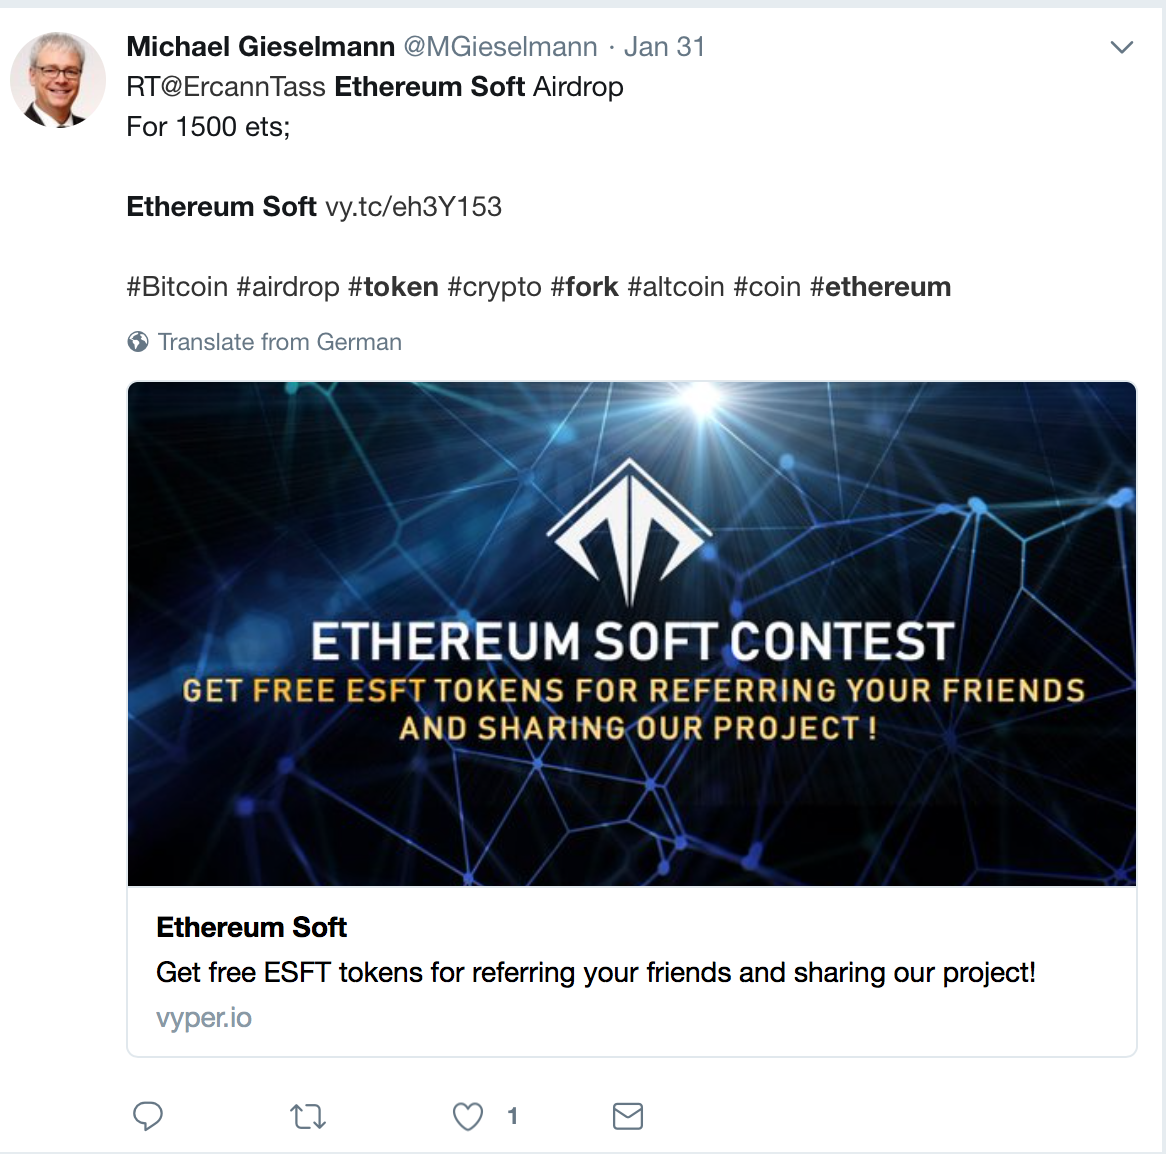 Michael Gieselmann @MGieselmann · Jan 31
RT@ErcannTass Ethereum Soft Airdrop
For 1500 ets;
Ethereum Soft vy.tc/eh3Y153
#Bitcoin #airdrop #token #crypto #fork #altcoin #coin #ethereum
Translate from German
ETHEREUM SOFT CONTEST
GET FREE ESFT TOKENS FOR REFERRING YOUR FRIENDS
AND SHARING OUR PROJECT !
Ethereum Soft
Get free ESFT tokens for referring your friends and sharing our project!
vyper.io
1